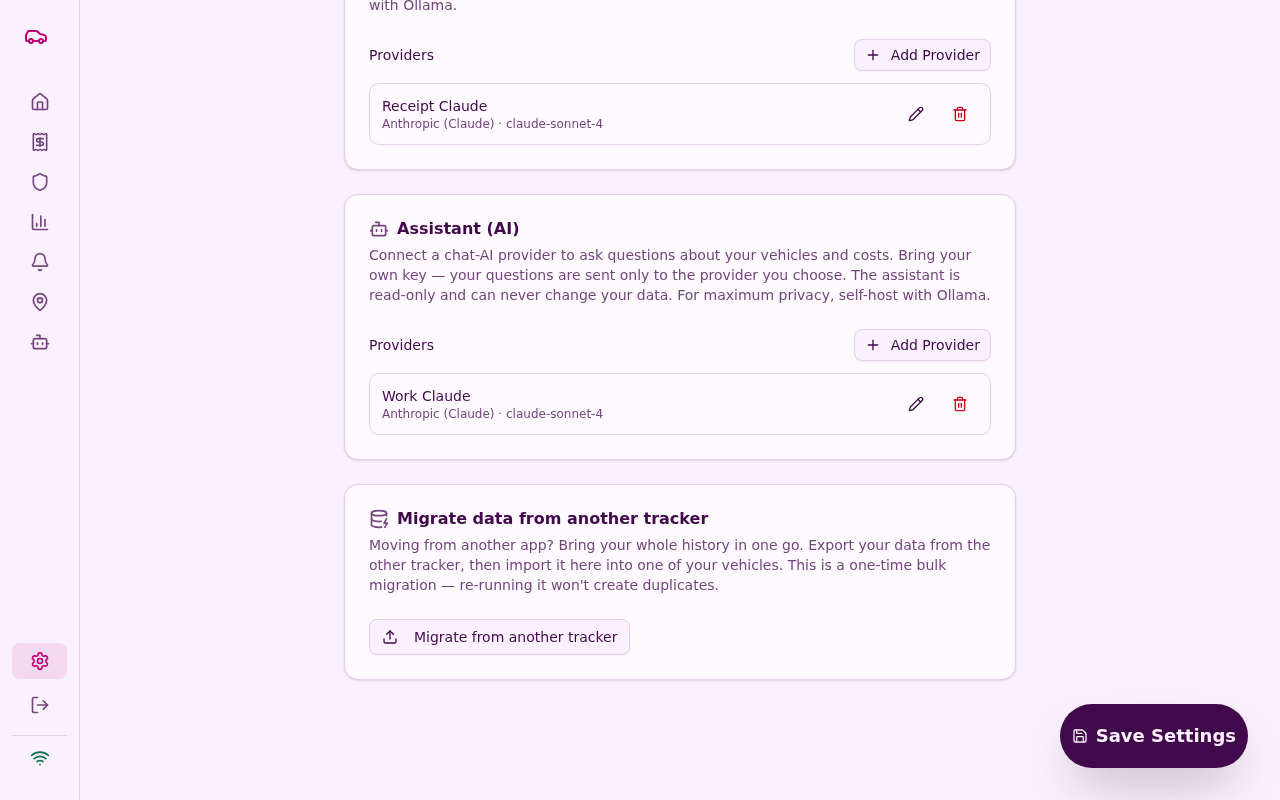 with Ollama.
Providers
Add Provider
Receipt Claude
Anthropic (Claude) · claude-sonnet-4
Assistant (AI)
Connect a chat-AI provider to ask questions about your vehicles and costs. Bring your
own key — your questions are sent only to the provider you choose. The assistant is
read-only and can never change your data. For maximum privacy, self-host with Ollama.
Providers
Add Provider
Work Claude
Anthropic (Claude) · claude-sonnet-4
Migrate data from another tracker
Moving from another app? Bring your whole history in one go. Export your data from the
other tracker, then import it here into one of your vehicles. This is a one-time bulk
migration — re-running it won't create duplicates.
Migrate from another tracker
Save Settings